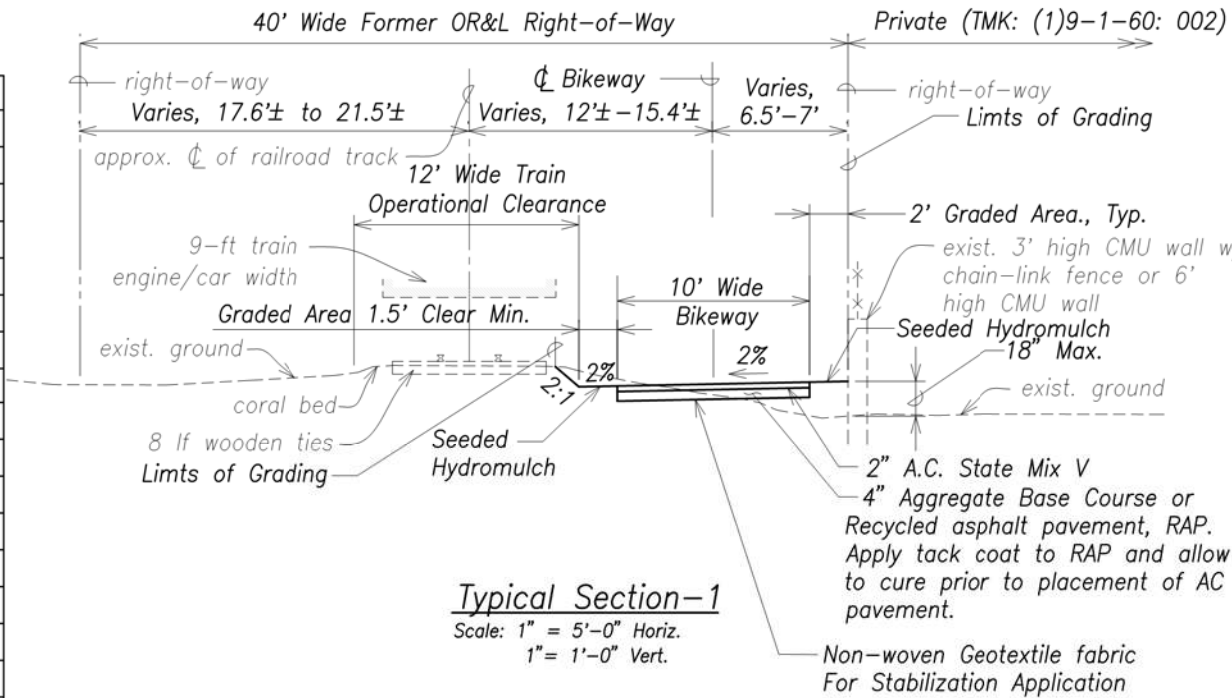 40' Wide Former OR&L Right-of-Way
Private (TMK: (1)9-1-60: 002)
right-of-way
℄ Bikeway
Varies,
6.5'-7'
right-of-way
Varies, 17.6'± to 21.5'±
Varies, 12'±-15.4'±
Limts of Grading
approx. ℄ of railroad track
12' Wide Train
Operational Clearance
2' Graded Area., Typ.
9-ft train
engine/car width
exist. 3' high CMU wall w
chain-link fence or 6'
high CMU wall
10' Wide
Bikeway
Graded Area
1.5' Clear Min.
Seeded Hydromulch
exist. ground
18" Max.
2%
2%
2:1
coral bed
exist. ground
8 lf wooden ties
Limts of Grading
Seeded
Hydromulch
2" A.C. State Mix V
4" Aggregate Base Course or
Recycled asphalt pavement, RAP.
Apply tack coat to RAP and allow
to cure prior to placement of AC
pavement.
Typical Section-1
Scale: 1" = 5'-0" Horiz.
1"= 1'-0" Vert.
Non-woven Geotextile fabric
For Stabilization Application